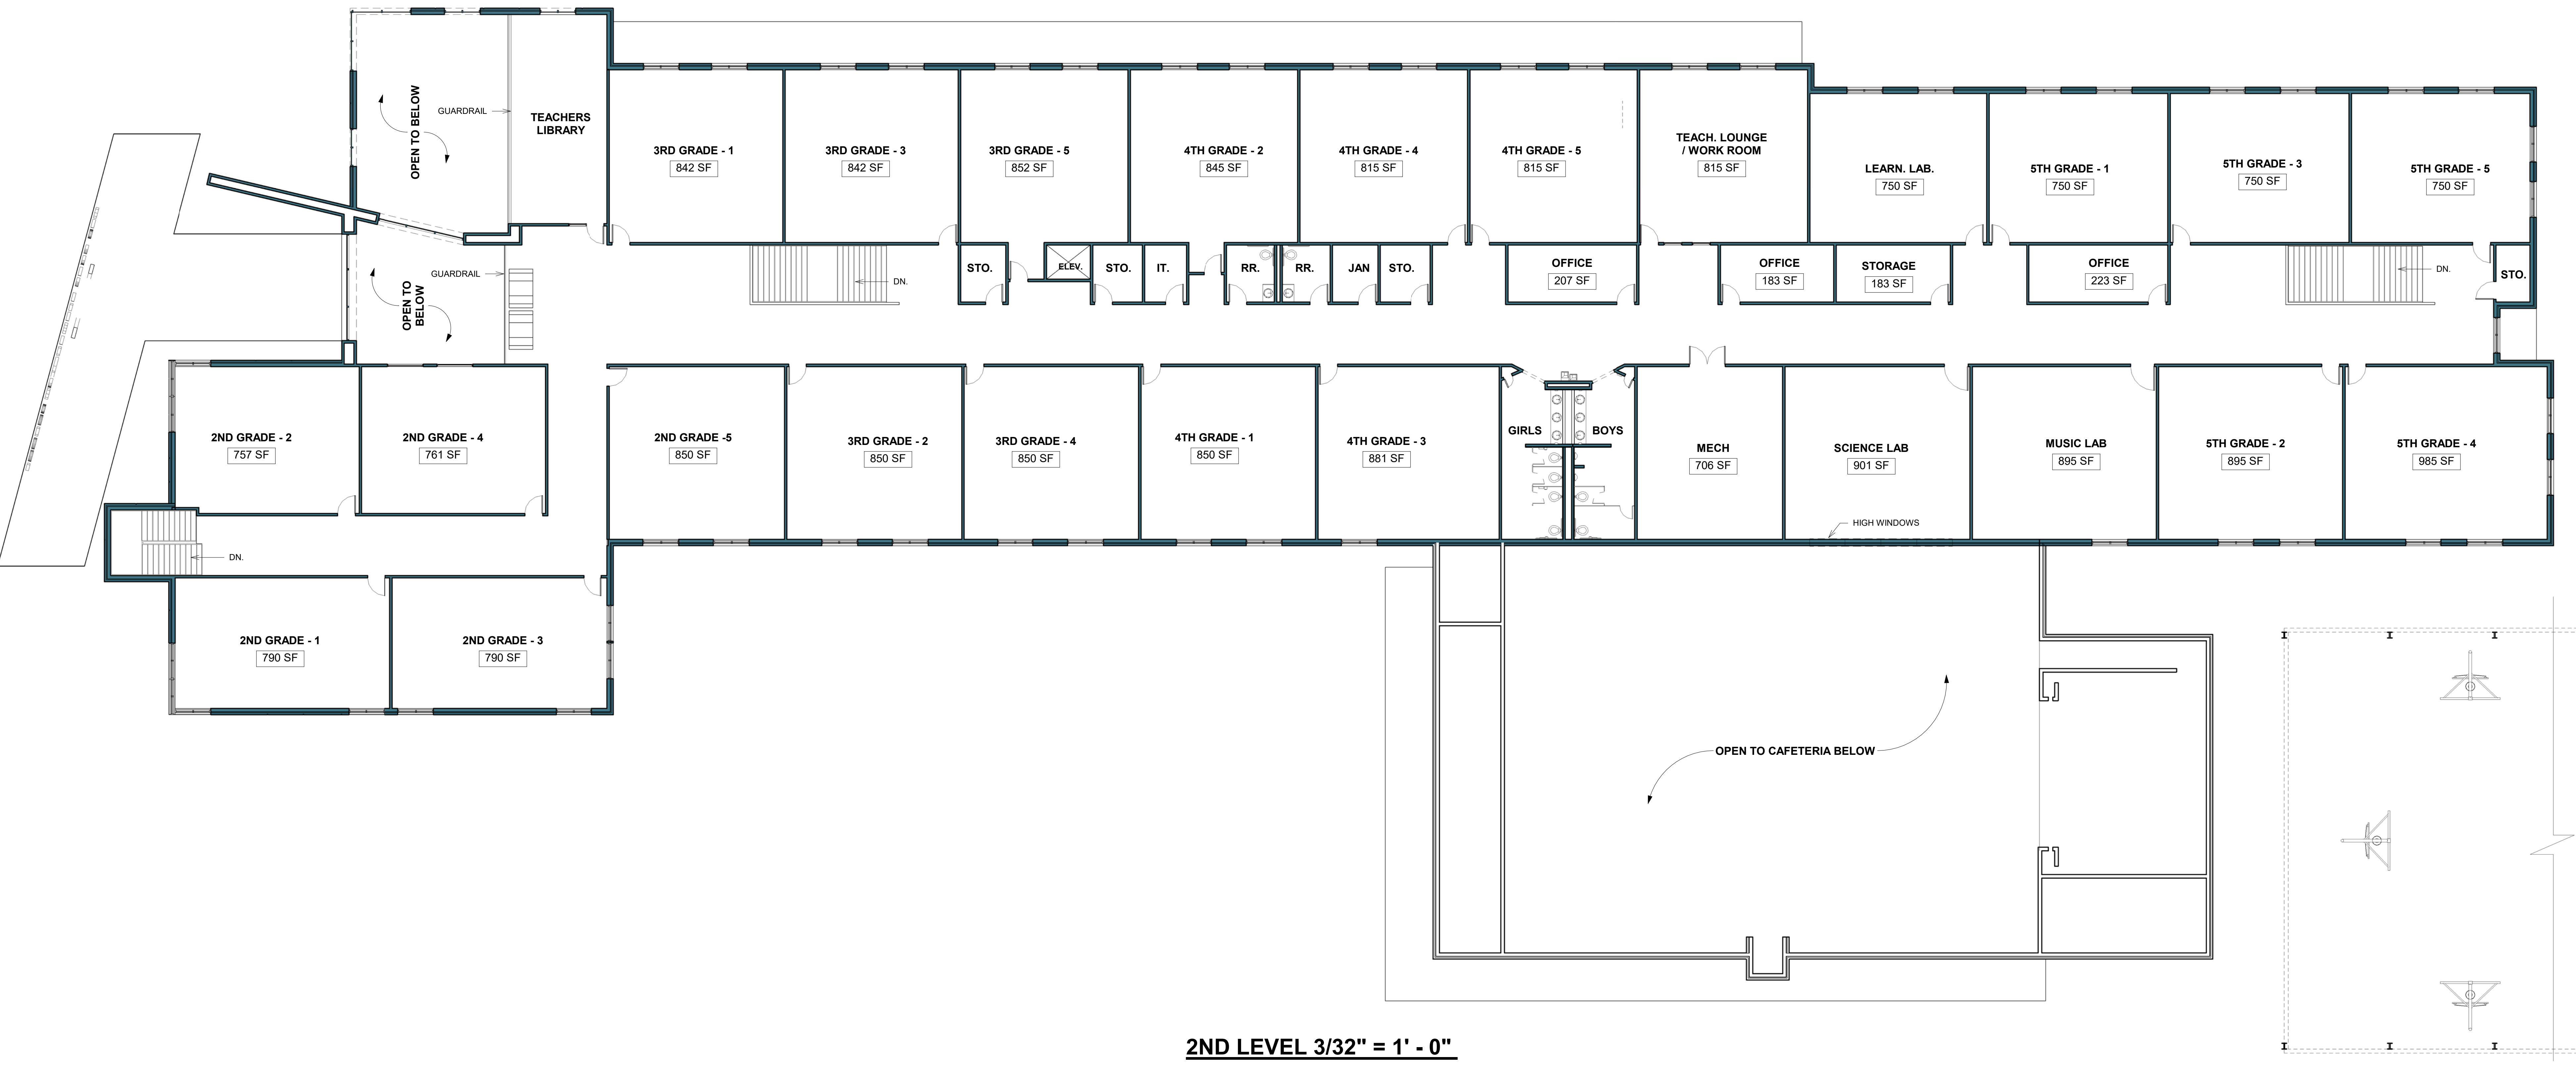 OPEN TO BELOW
GUARDRAIL
TEACHERS
LIBRARY
3RD GRADE - 1
842 SF
3RD GRADE - 3
842 SF
3RD GRADE - 5
852 SF
4TH GRADE - 2
845 SF
4TH GRADE - 4
815 SF
4TH GRADE - 5
815 SF
TEACH. LOUNGE
/ WORK ROOM
815 SF
LEARN. LAB.
750 SF
5TH GRADE - 1
750 SF
5TH GRADE - 3
750 SF
5TH GRADE - 5
750 SF
OPEN TO
BELOW
GUARDRAIL
DN.
STO.
ELEV.
STO.
IT.
RR.
RR.
JAN
STO.
OFFICE
207 SF
OFFICE
183 SF
STORAGE
183 SF
OFFICE
223 SF
DN.
STO.
2ND GRADE - 2
757 SF
2ND GRADE - 4
761 SF
2ND GRADE -5
850 SF
3RD GRADE - 2
850 SF
3RD GRADE - 4
850 SF
4TH GRADE - 1
850 SF
4TH GRADE - 3
881 SF
GIRLS
BOYS
MECH
706 SF
SCIENCE LAB
901 SF
MUSIC LAB
895 SF
5TH GRADE - 2
895 SF
5TH GRADE - 4
985 SF
HIGH WINDOWS
DN.
2ND GRADE - 1
790 SF
2ND GRADE - 3
790 SF
OPEN TO CAFETERIA BELOW
2ND LEVEL 3/32" = 1' - 0"